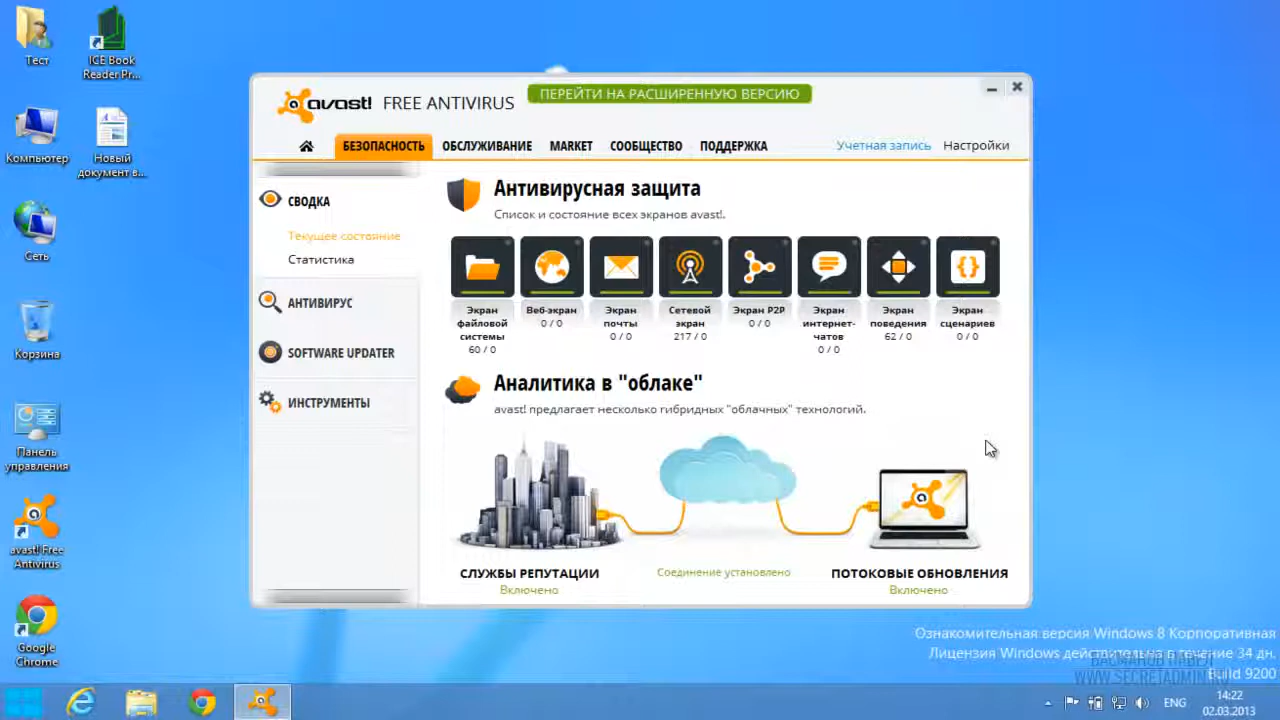 Тест
ICE Book
Reader Pr...
Компьютер
Новый
документ в...
Сеть
Корзина
Панель
управления
avast! Free
Antivirus
Google
Chrome
avast! FREE ANTIVIRUS
ПЕРЕЙТИ НА РАСШИРЕННУЮ ВЕРСИЮ
БЕЗОПАСНОСТЬ
ОБСЛУЖИВАНИЕ
MARKET
СООБЩЕСТВО
ПОДДЕРЖКА
Учетная запись
Настройки
СВОДКА
Текущее состояние
Статистика
АНТИВИРУС
SOFTWARE UPDATER
ИНСТРУМЕНТЫ
Антивирусная защита
Список и состояние всех экранов avast!.
Экран
файловой
системы
60 / 0
Веб-экран
0 / 0
Экран
почты
0 / 0
Сетевой
экран
217 / 0
Экран P2P
0 / 0
Экран
интернет-
чатов
0 / 0
Экран
поведения
62 / 0
Экран
сценариев
0 / 0
Аналитика в "облаке"
avast! предлагает несколько гибридных "облачных" технологий.
СЛУЖБЫ РЕПУТАЦИИ
Включено
Соединение установлено
ПОТОКОВЫЕ ОБНОВЛЕНИЯ
Включено
Ознакомительная версия Windows 8 Корпоративная
Лицензия Windows действительна в течение 34 дн.
Build 9200
БАСМАНОВ ПАВЕЛ
WWW.SECRETADMIN.RU
ENG
14:22
02.03.2013